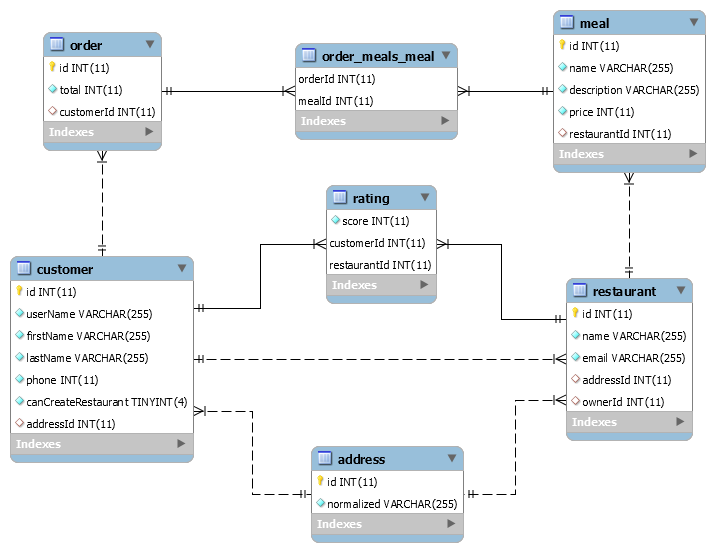 order
id INT(11)
total INT(11)
customerId INT(11)
Indexes
order_meals_meal
orderId INT(11)
mealId INT(11)
Indexes
meal
id INT(11)
name VARCHAR(255)
description VARCHAR(255)
price INT(11)
restaurantId INT(11)
Indexes
rating
score INT(11)
customerId INT(11)
restaurantId INT(11)
Indexes
customer
id INT(11)
userName VARCHAR(255)
firstName VARCHAR(255)
lastName VARCHAR(255)
phone INT(11)
canCreateRestaurant TINYINT(4)
addressId INT(11)
Indexes
restaurant
id INT(11)
name VARCHAR(255)
email VARCHAR(255)
addressId INT(11)
ownerId INT(11)
Indexes
address
id INT(11)
normalized VARCHAR(255)
Indexes